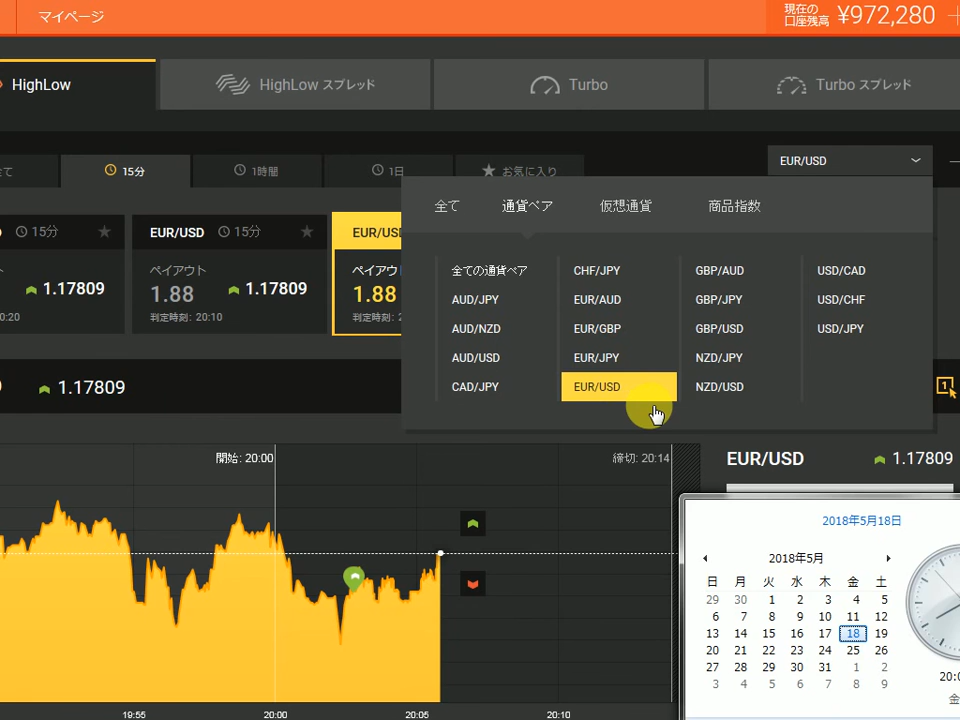 マイページ
現在の
口座残高
¥972,280
HighLow
HighLow スプレッド
Turbo
Turbo スプレッド
15分
1時間
1日
お気に入り
EUR/USD
全て
通貨ペア
仮想通貨
商品指数
全ての通貨ペア
CHF/JPY
GBP/AUD
USD/CAD
AUD/JPY
EUR/AUD
GBP/JPY
USD/CHF
AUD/NZD
EUR/GBP
GBP/USD
USD/JPY
AUD/USD
EUR/JPY
NZD/JPY
CAD/JPY
EUR/USD
NZD/USD
15分
1.17809
0:20
EUR/USD
15分
ペイアウト
1.88
1.17809
判定時刻: 20:10
EUR/USD
ペイアウ
1.88
判定時刻: 2
1.17809
1
開始: 20:00
締切: 20:14
19:55
20:00
20:05
20:10
EUR/USD
1.17809
2018年5月18日
2018年5月
日 月 火 水 木 金 土
29 30 1 2 3 4 5
6 7 8 9 10 11 12
13 14 15 16 17 18 19
20 21 22 23 24 25 26
27 28 29 30 31 1 2
3 4 5 6 7 8 9
20:0
金